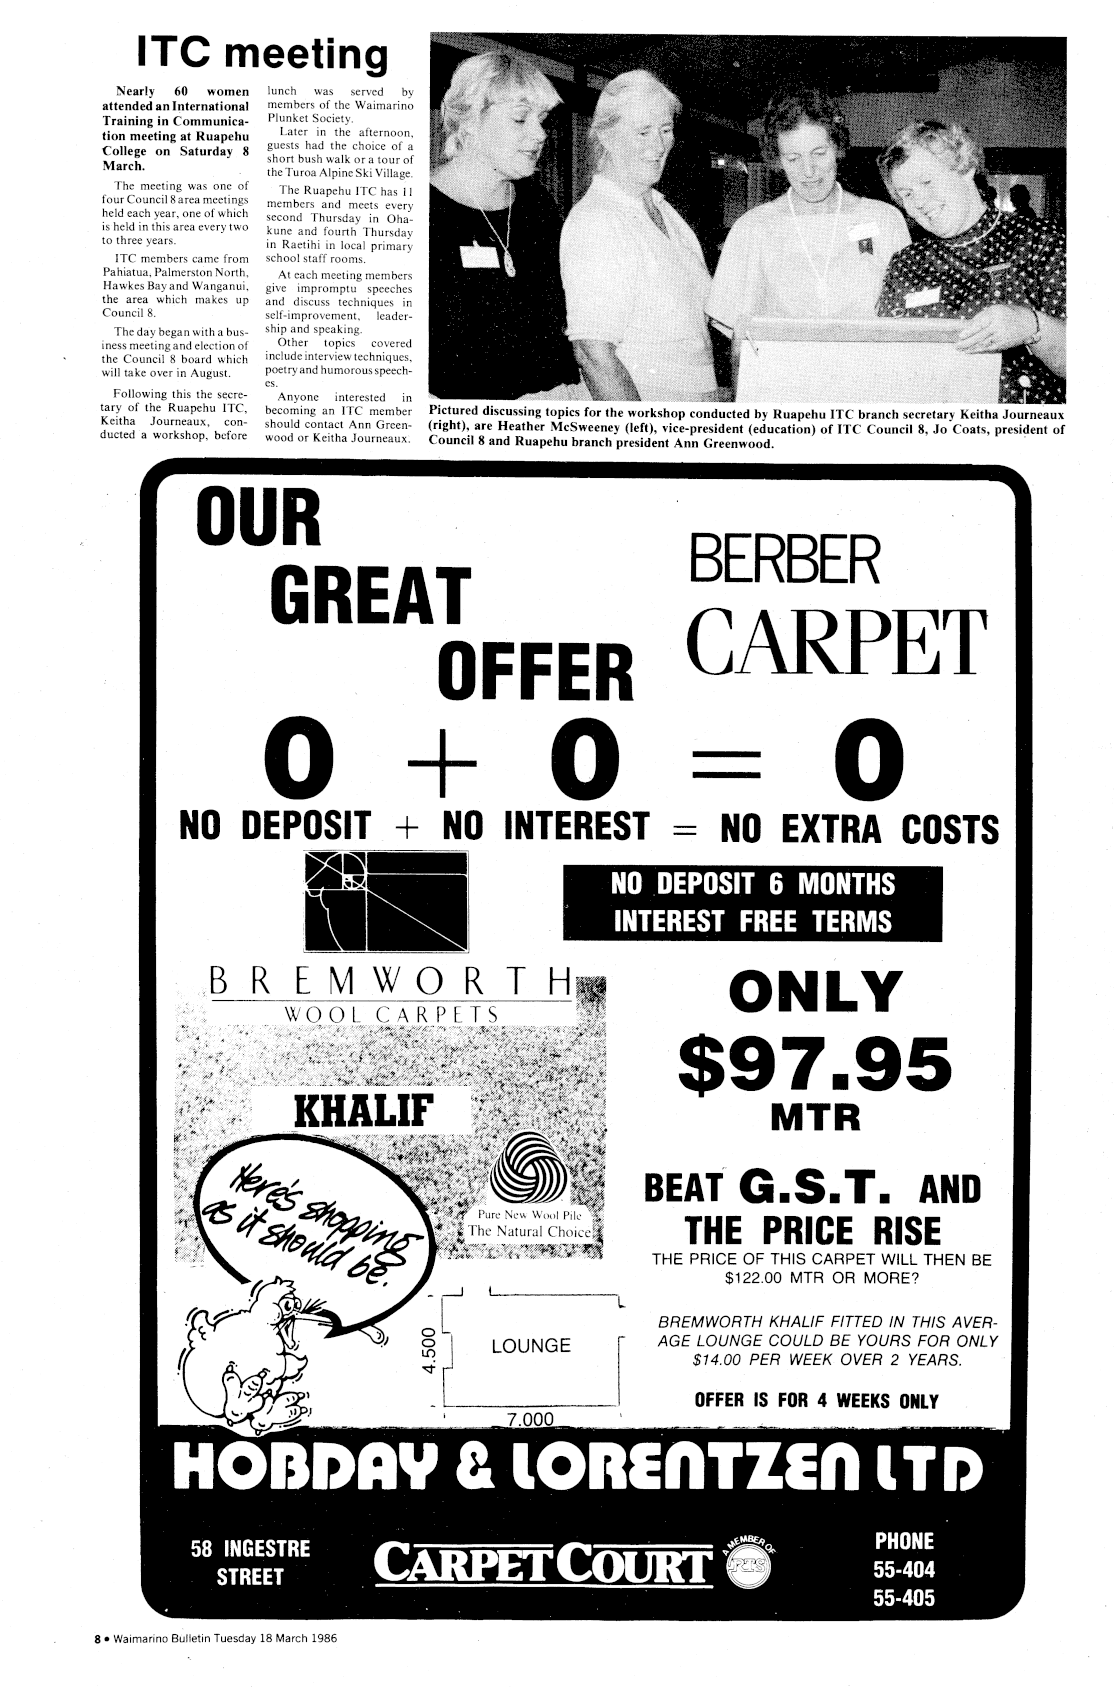 ITC meeting
Nearly 60 women
attended an International
Training in Communica-
tion meeting at Ruapehu
College on Saturday 8
March.
The meeting was one of
four Council 8 area meetings
held each year, one of which
is held in this area every two
to three years.
ITC members came from
Pahiatua, Palmerston North,
Hawkes Bay and Wanganui,
the area which makes up
Council 8.
The day began with a bus-
iness meeting and election of
the Council 8 board which
will take over in August.
Following this the secre-
tary of the Ruapehu ITC,
Keitha Journeaux, con-
ducted a workshop, before
lunch was served by
members of the Waimarino
Plunket Society.
Later in the afternoon,
guests had the choice of a
short bush walk or a tour of
the Turoa Alpine Ski Village.
The Ruapehu ITC has 11
members and meets every
second Thursday in Oha-
kune and fourth Thursday
in Raetihi in local primary
school staff rooms.
At each meeting members
give impromptu speeches
and discuss techniques in
self-improvement, leader-
ship and speaking.
Other topics covered
include interview techniques,
poetry and humorous speech-
es.
Anyone interested in
becoming an ITC member
should contact Ann Green-
wood or Keitha Journeaux.
Pictured discussing topics for the workshop conducted by Ruapehu ITC branch secretary Keitha Journeaux
(right), are Heather McSweeney (left), vice-president (education) of ITC Council 8, Jo Coats, president of
Council 8 and Ruapehu branch president Ann Greenwood.
OUR
GREAT
OFFER
BERBER
CARPET
0 + 0 = 0
NO DEPOSIT + NO INTEREST = NO EXTRA COSTS
NO DEPOSIT 6 MONTHS
INTEREST FREE TERMS
BREMWORTH
WOOL CARPETS
KHALIF
Here's shopping
as it should be.
Pure New Wool Pile
The Natural Choice
ONLY
$97.95
MTR
BEAT G.S.T. AND
THE PRICE RISE
THE PRICE OF THIS CARPET WILL THEN BE
$122.00 MTR OR MORE?
BREMWORTH KHALIF FITTED IN THIS AVER-
AGE LOUNGE COULD BE YOURS FOR ONLY
$14.00 PER WEEK OVER 2 YEARS.
OFFER IS FOR 4 WEEKS ONLY
4.500
LOUNGE
7.000
HOBDAY & LORENTZEN LTD
58 INGESTRE
STREET
CARPET COURT
A MEMBER OF
RTS
PHONE
55-404
55-405
8 • Waimarino Bulletin Tuesday 18 March 1986